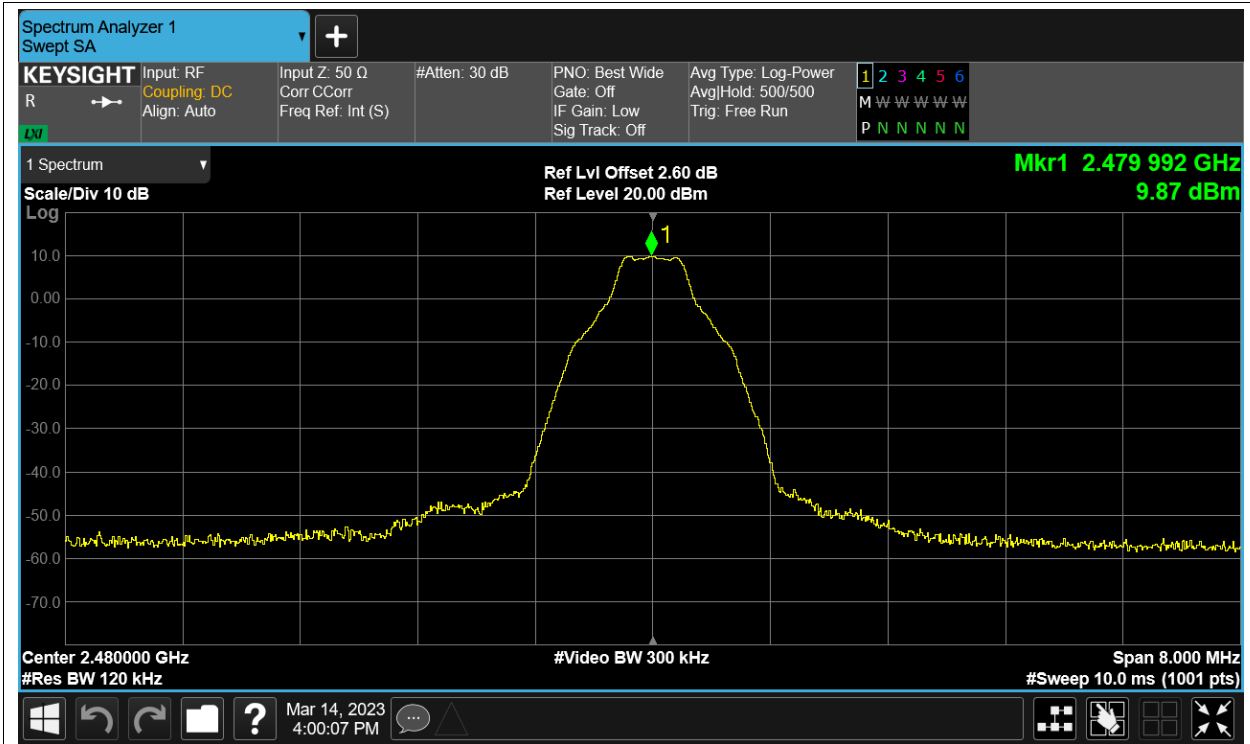 Spectrum Analyzer 1
Swept SA
▼
+
KEYSIGHT
R
LXI
Input: RF
Coupling: DC
Align: Auto
Input Z: 50 Ω
Corr CCorr
Freq Ref: Int (S)
#Atten: 30 dB
PNO: Best Wide
Gate: Off
IF Gain: Low
Sig Track: Off
Avg Type: Log-Power
Avg|Hold: 500/500
Trig: Free Run
1 2 3 4 5 6
M W W W W W
P N N N N N
1 Spectrum
▼
Scale/Div 10 dB
Log
Ref Lvl Offset 2.60 dB
Ref Level 20.00 dBm
Mkr1 2.479 992 GHz
9.87 dBm
1
10.0
0.00
-10.0
-20.0
-30.0
-40.0
-50.0
-60.0
-70.0
Center 2.480000 GHz
#Res BW 120 kHz
#Video BW 300 kHz
Span 8.000 MHz
#Sweep 10.0 ms (1001 pts)
?
Mar 14, 2023
4:00:07 PM